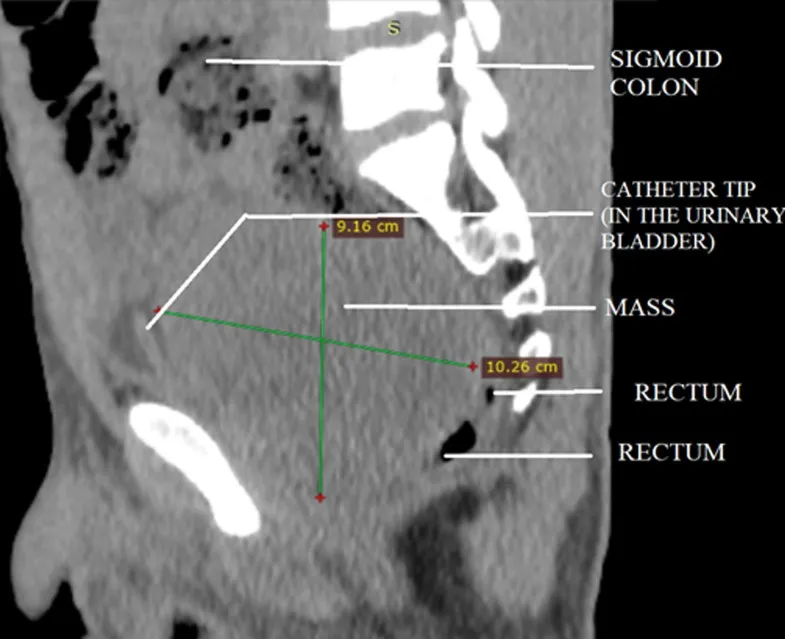 S
SIGMOID
COLON
CATHETER TIP
(IN THE URINARY
BLADDER)
9.16 cm
MASS
10.26 cm
RECTUM
RECTUM